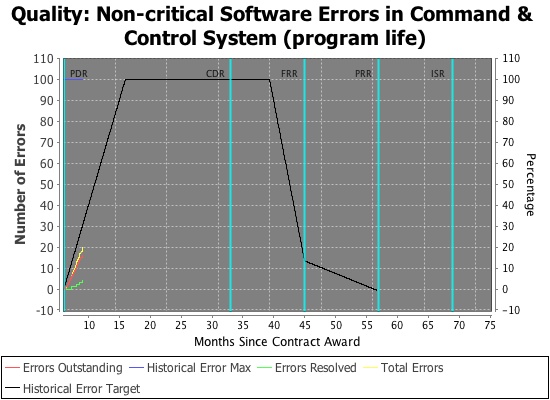 Quality: Non-critical Software Errors in Command &
Control System (program life)
Number of Errors
110
100
90
80
70
60
50
40
30
20
10
0
-10
PDR
CDR
FRR
PRR
ISR
110
100
90
80
70
60
50
40
30
20
10
0
-10
Percentage
10 15 20 25 30 35 40 45 50 55 60 65 70 75
Months Since Contract Award
Errors Outstanding Historical Error Max Errors Resolved Total Errors
Historical Error Target